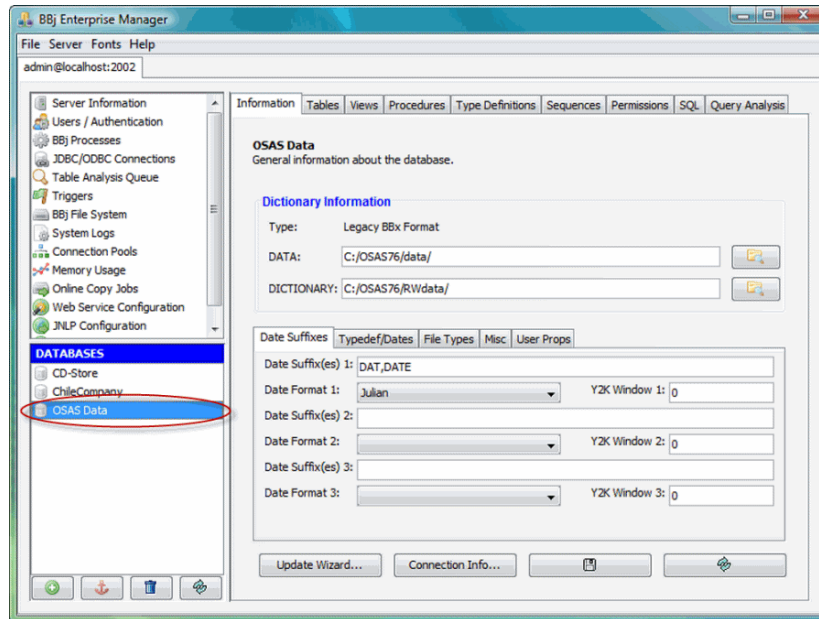 BBj Enterprise Manager
File Server Fonts Help
admin@localhost:2002
Server Information
Users / Authentication
BBj Processes
JDBC/ODBC Connections
Table Analysis Queue
Triggers
BBj File System
System Logs
Connection Pools
Memory Usage
Online Copy Jobs
Web Service Configuration
JNLP Configuration
DATABASES
CD-Store
ChileCompany
OSAS Data
Information Tables Views Procedures Type Definitions Sequences Permissions SQL Query Analysis
OSAS Data
General information about the database.
Dictionary Information
Type: Legacy BBx Format
DATA: C:/OSAS76/data/
DICTIONARY: C:/OSAS76/RWdata/
Date Suffixes Typedef/Dates File Types Misc User Props
Date Suffix(es) 1: DAT,DATE
Date Format 1: Julian Y2K Window 1: 0
Date Suffix(es) 2:
Date Format 2: Y2K Window 2: 0
Date Suffix(es) 3:
Date Format 3: Y2K Window 3: 0
Update Wizard... Connection Info...